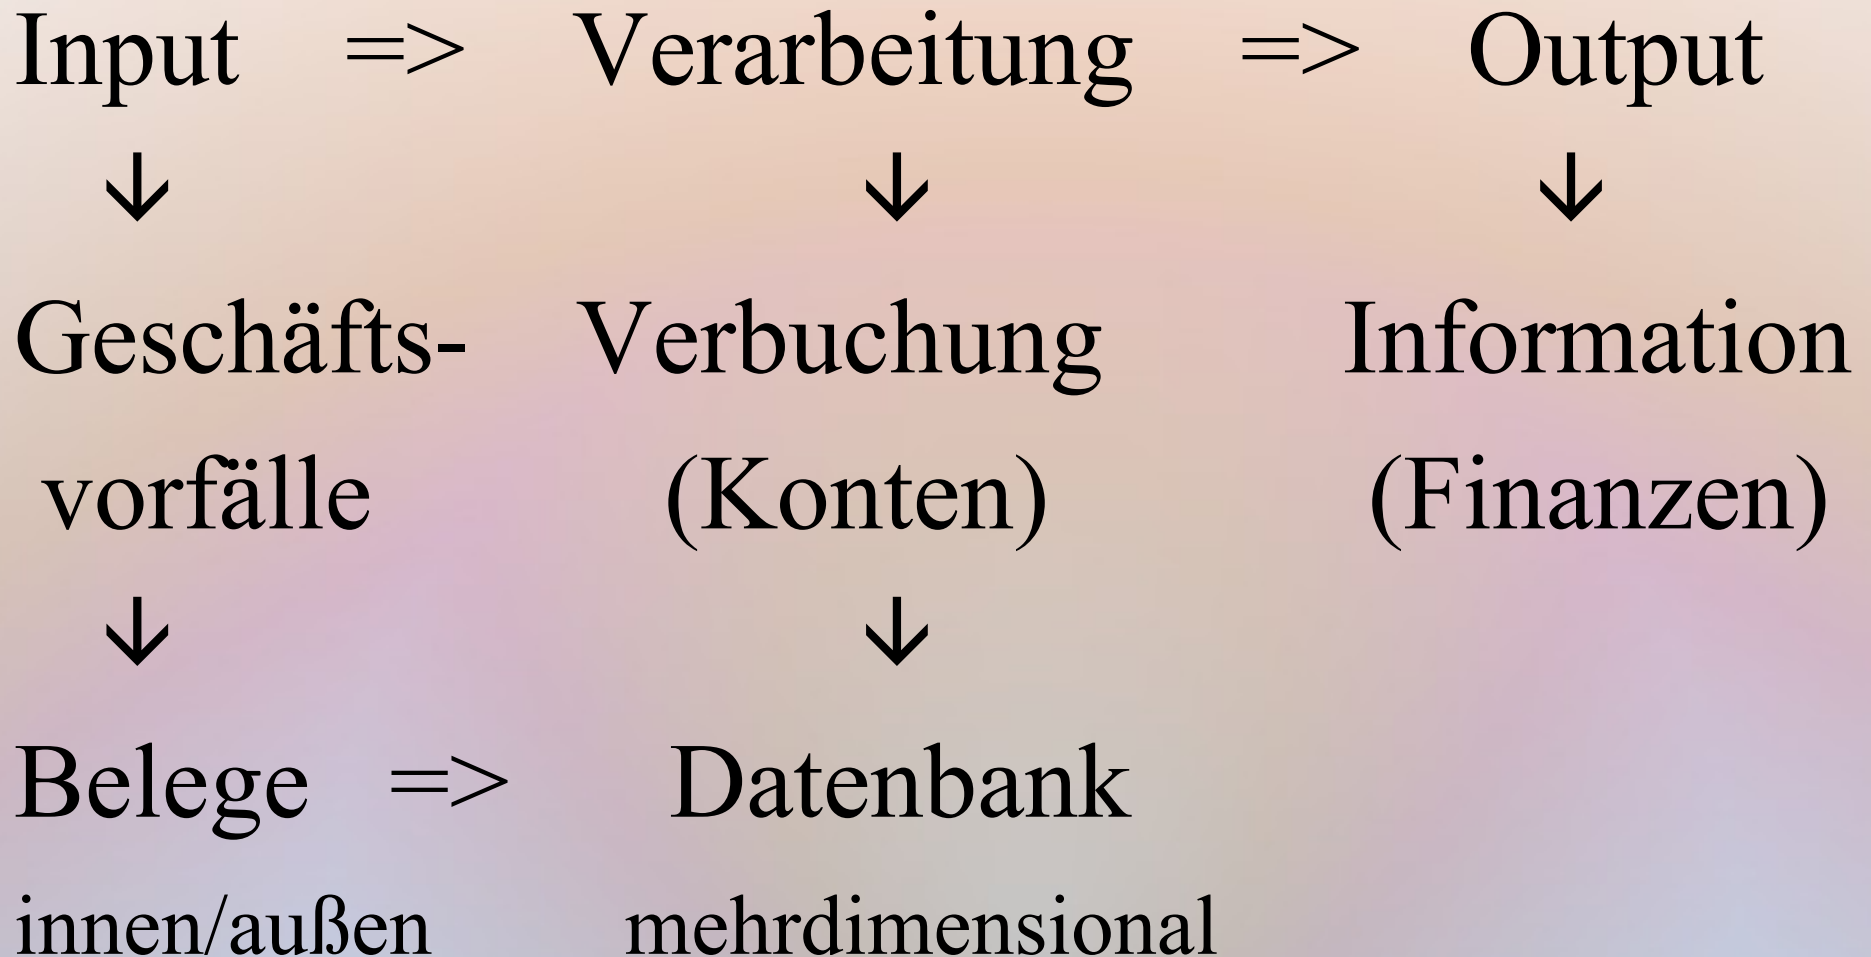 Input => Verarbeitung => Output
↓ ↓ ↓
Geschäfts- Verbuchung Information
vorfälle (Konten) (Finanzen)
↓ ↓
Belege => Datenbank
innen/außen mehrdimensional